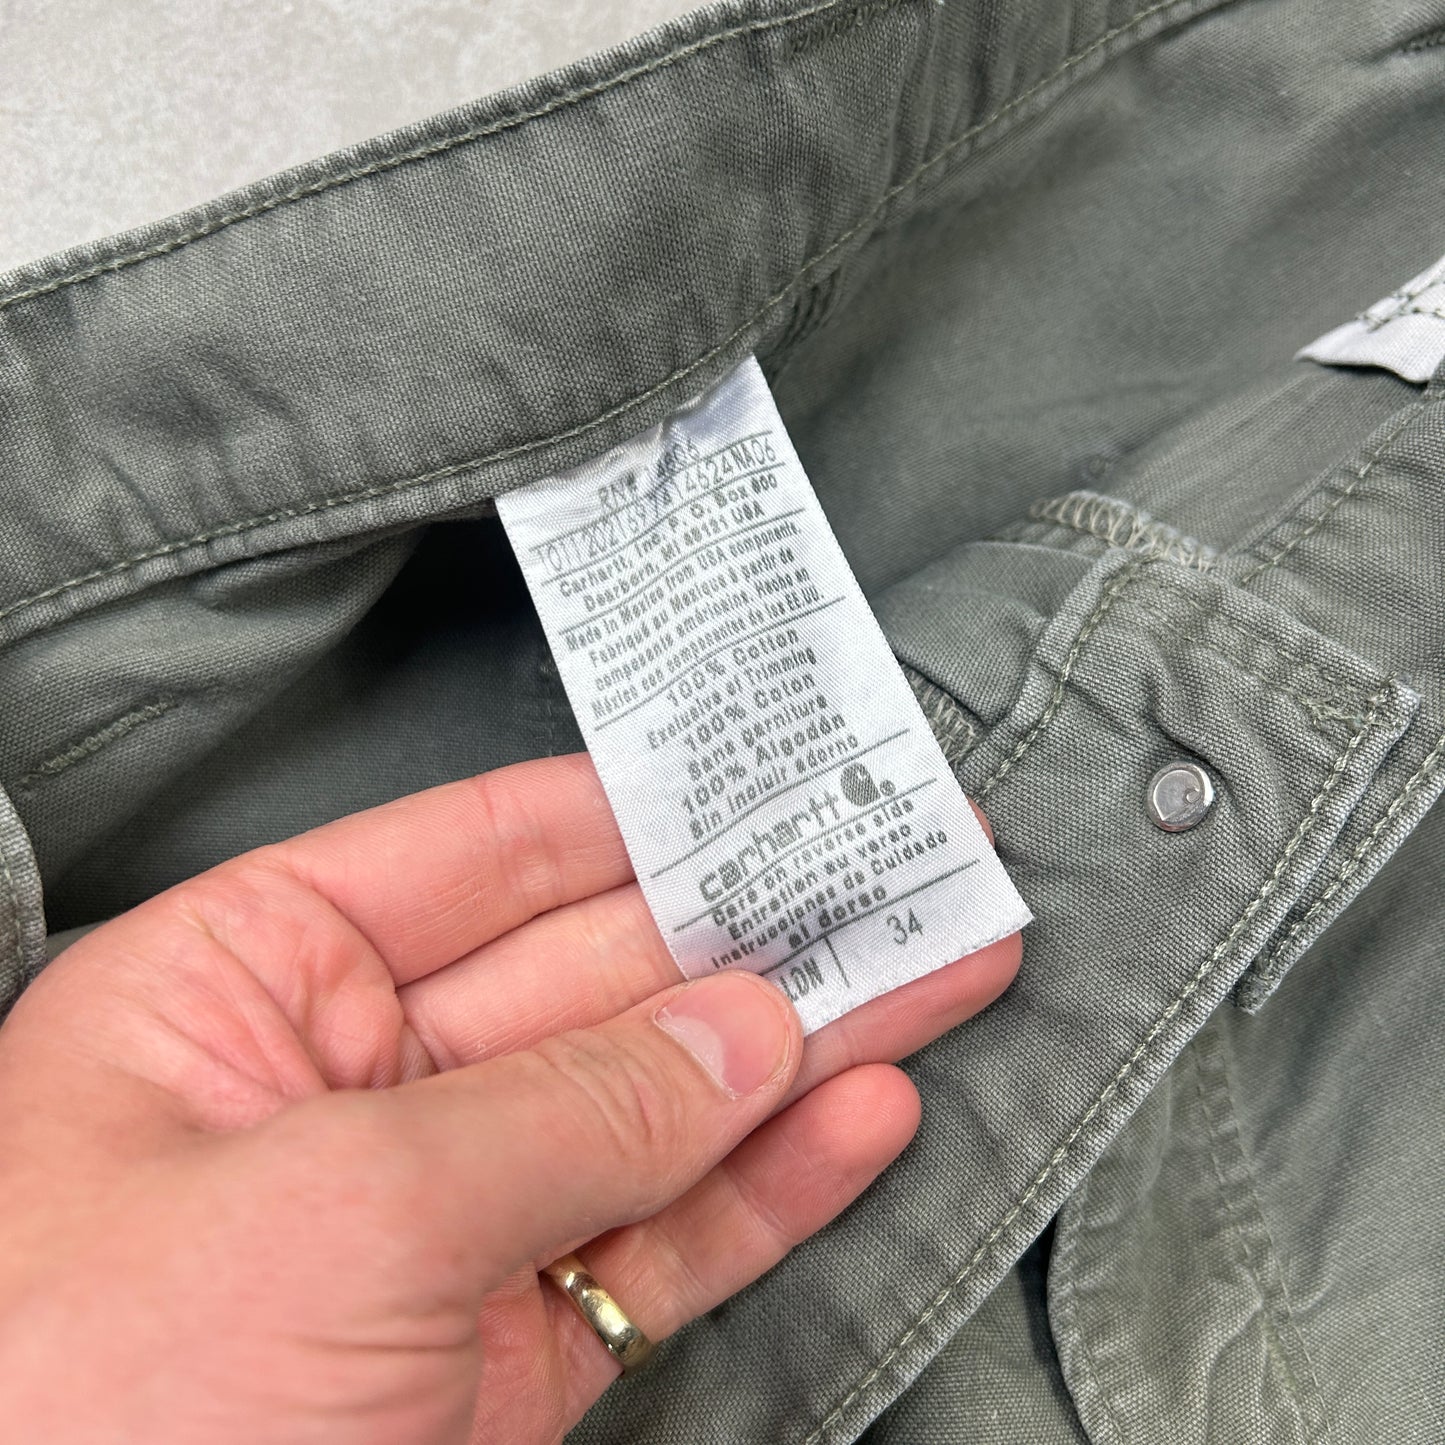 RN#
Carhartt, Inc. P. O. Box 600
Dearborn, MI 48121 USA
Made in Mexico from USA components.
Fabriqué au Mexique à partir de
composants américains. Hecho en
México con componentes de los EE UU.
100% Cotton
Exclusive of Trimming
100% Coton
Sans garniture
100% Algodón
sin incluir adorno
carhartt
Care on reverse side
Entretien au verso
Instrucciones de Cuidado
al dorso
LDN 34